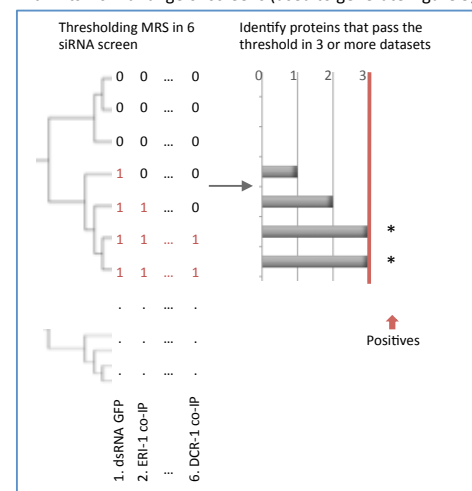 Thresholding MRS in 6
siRNA screen
Identify proteins that pass the
threshold in 3 or more datasets
0 1 2 3
0 0 ... 0
0 0 ... 0
0 0 ... 0
1 0 ... 0
1 1 ... 0
1 1 ... 1 *
1 1 ... 1 *
. . ... .
. . ... .
. . ... .
Positives
1. dsRNA GFP
2. ERI-1 co-IP
...
6. DCR-1 co-IP